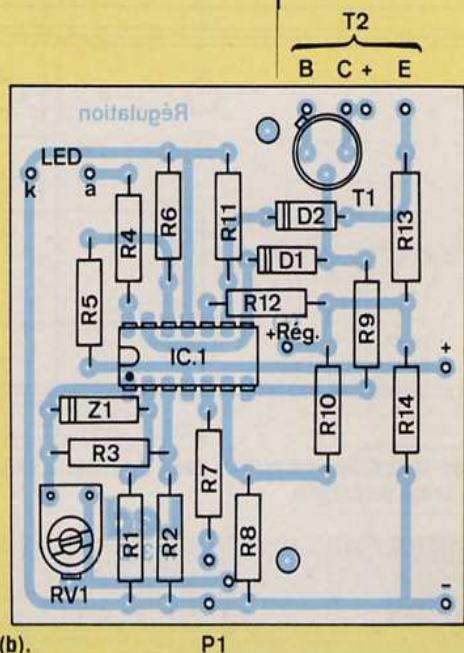 T2
B C + E
Régulation
LED
k a
T1
R4
R6
R11
D2
R13
D1
R5
R12
R9
+Rég.
IC.1
+
R10
R14
Z1
R3
R7
R1
R2
R8
RV1
-
(b).
P1